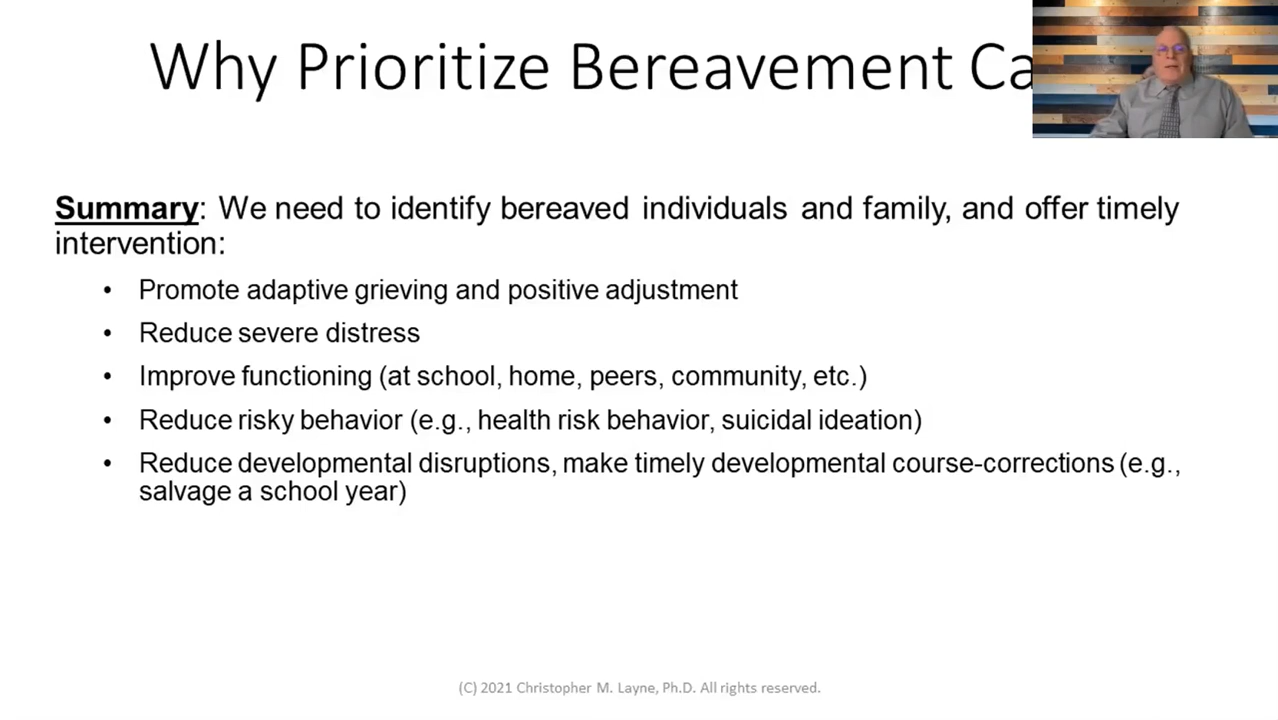 Why Prioritize Bereavement Ca
Summary: We need to identify bereaved individuals and family, and offer timely
intervention:
• Promote adaptive grieving and positive adjustment
• Reduce severe distress
• Improve functioning (at school, home, peers, community, etc.)
• Reduce risky behavior (e.g., health risk behavior, suicidal ideation)
• Reduce developmental disruptions, make timely developmental course-corrections (e.g.,
salvage a school year)
(C) 2021 Christopher M. Layne, Ph.D. All rights reserved.